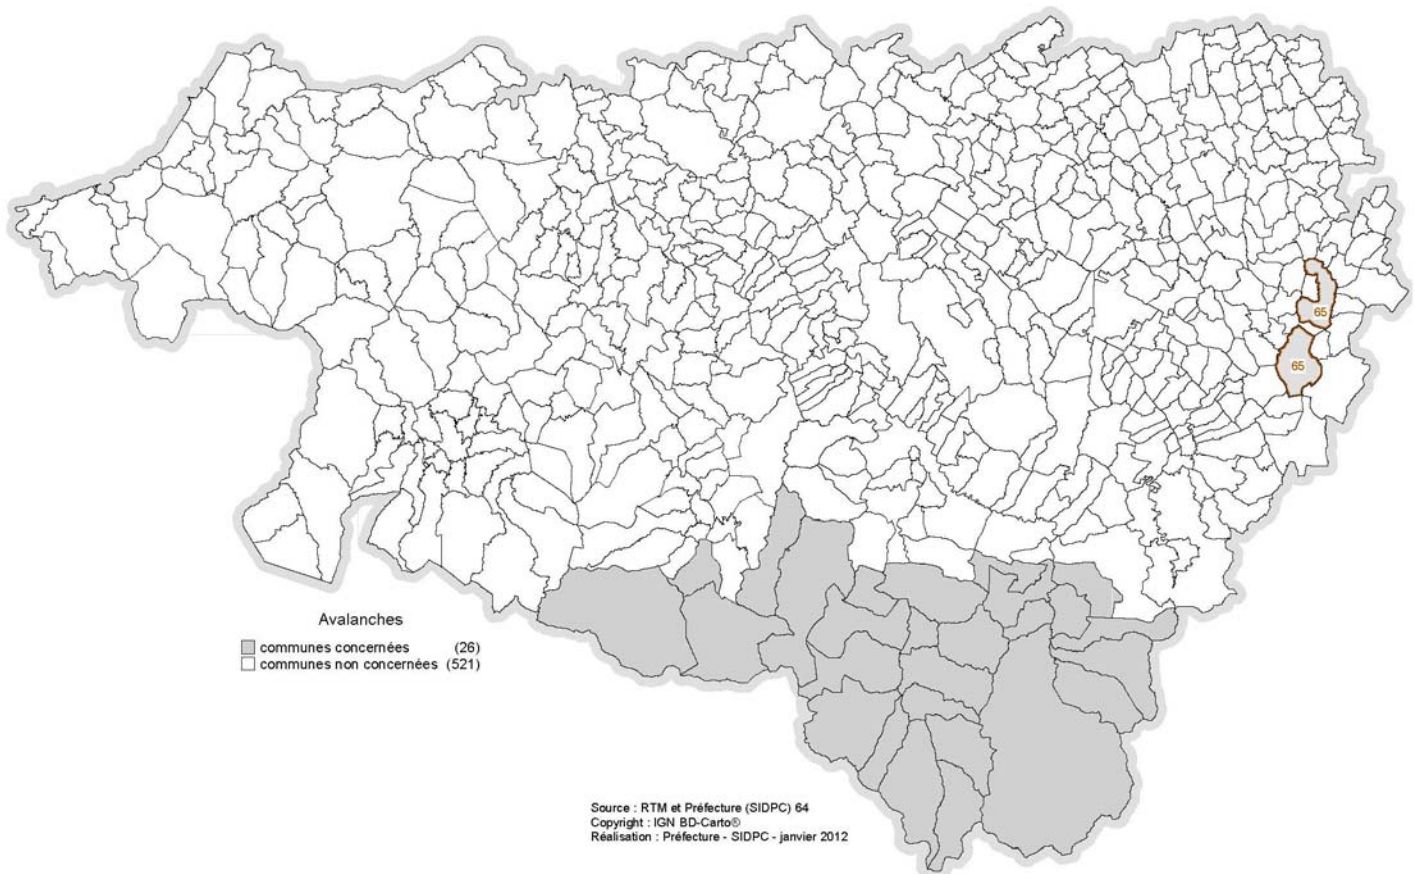 65
65
Avalanches
communes concernées (26)
communes non concernées (521)
Source : RTM et Préfecture (SIDPC) 64
Copyright : IGN BD-Carto®
Réalisation : Préfecture - SIDPC - janvier 2012